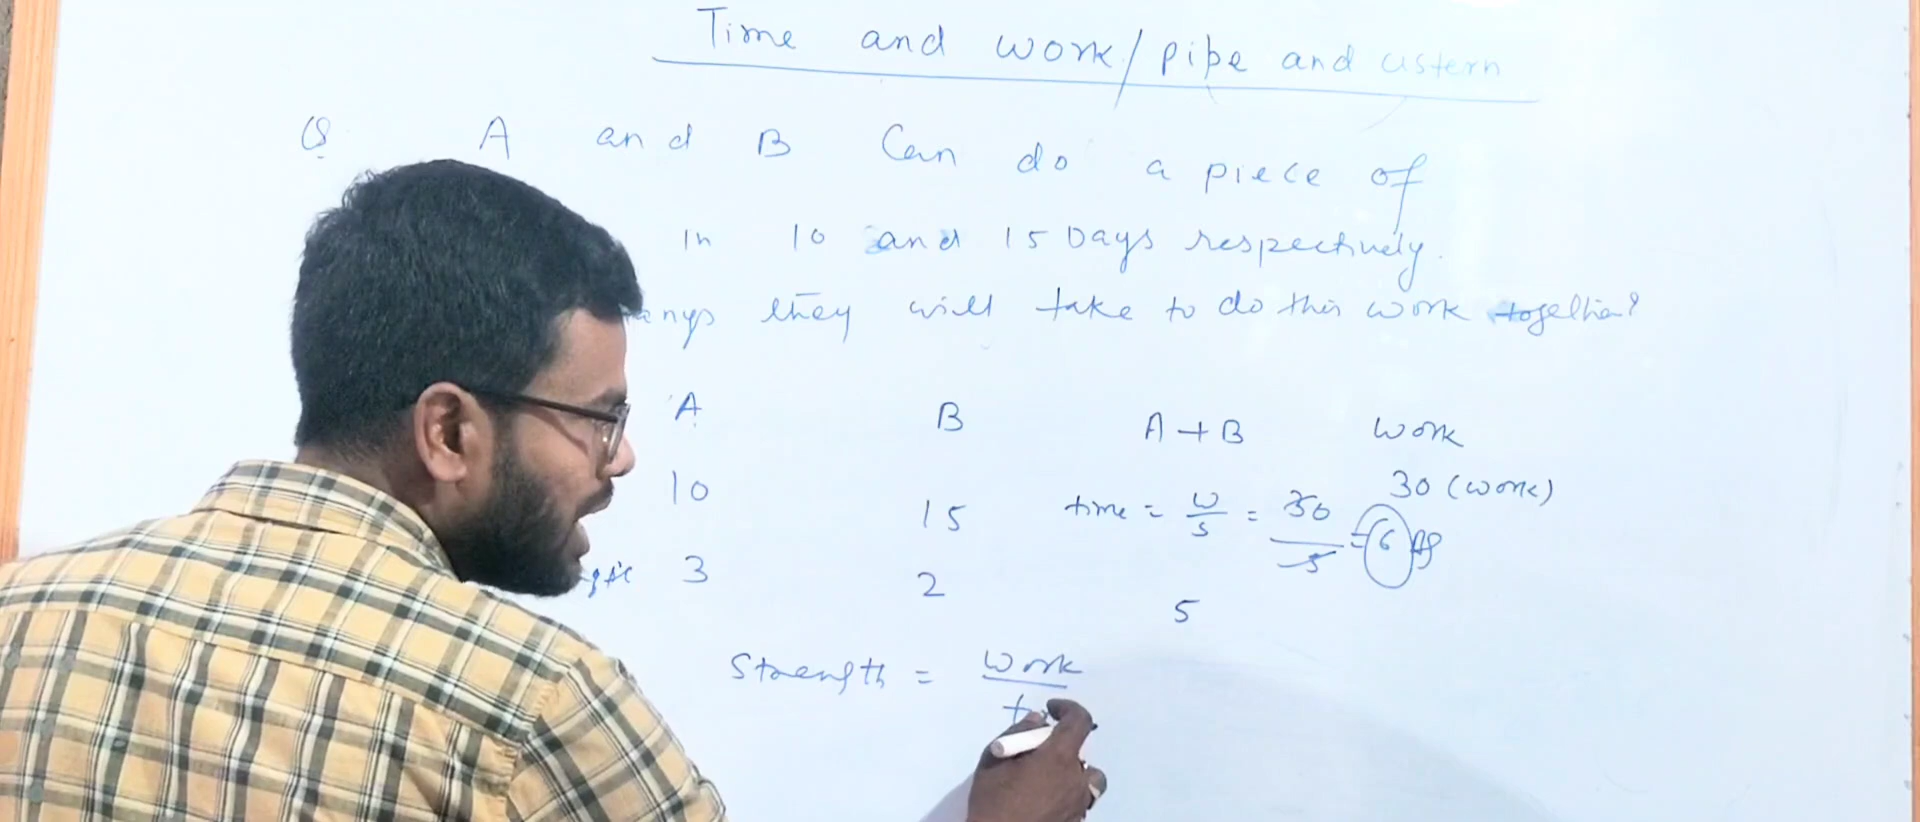 Time and work/pipe and cistern
Q A and B Can do a piece of
in 10 and 15 Days respectively.
they will take to do this work together?
A B A+B work
10 15 time = w/s = 30/5 = 6 30 (work)
3 2 5
Strength = work